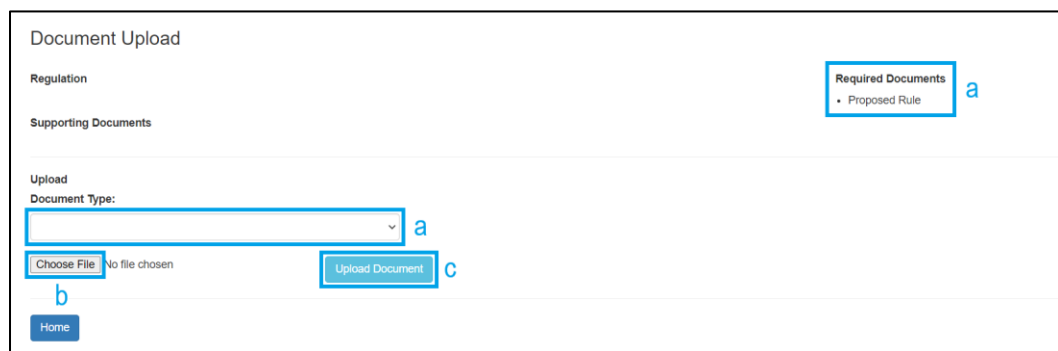 Document Upload
Regulation
Required Documents
a
• Proposed Rule
Supporting Documents
Upload
Document Type:
a
Choose File No file chosen
Upload Document
c
b
Home